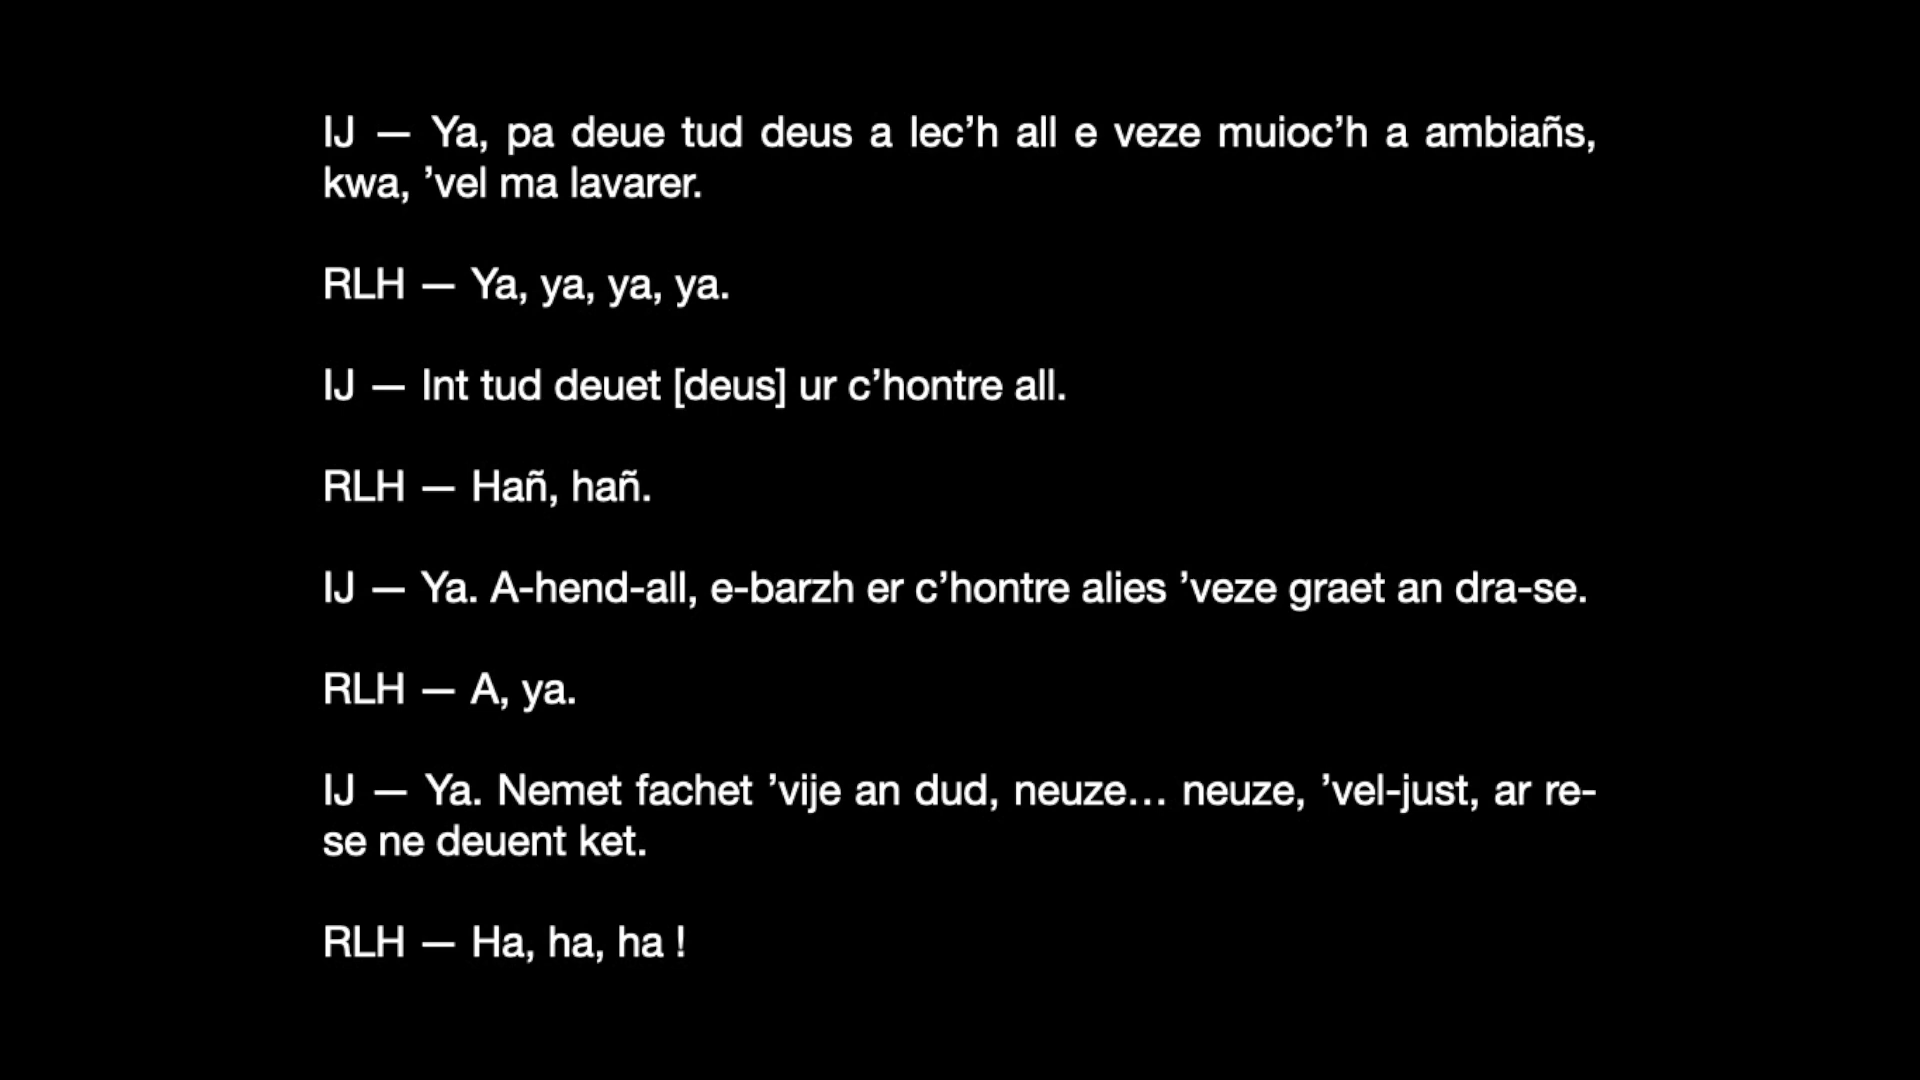 IJ — Ya, pa deue tud deus a lec’h all e veze muioc’h a ambiañs,
kwa, ’vel ma lavarer.
RLH — Ya, ya, ya, ya.
IJ — Int tud deuet [deus] ur c’hontre all.
RLH — Hañ, hañ.
IJ — Ya. A-hend-all, e-barzh er c’hontre alies ’veze graet an dra-se.
RLH — A, ya.
IJ — Ya. Nemet fachet ’vije an dud, neuze… neuze, ’vel-just, ar re-
se ne deuent ket.
RLH — Ha, ha, ha !